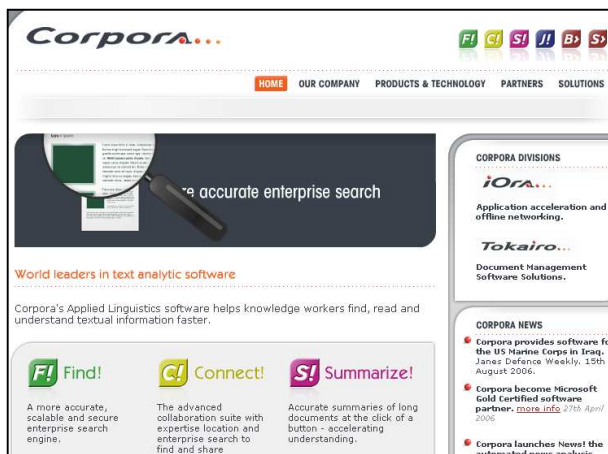 Corpora...
F! C! S! J! B> S>
HOME OUR COMPANY PRODUCTS & TECHNOLOGY PARTNERS SOLUTIONS
re accurate enterprise search
World leaders in text analytic software
Corpora's Applied Linguistics software helps knowledge workers find, read and
understand textual information faster.
F! Find!
A more accurate,
scalable and secure
enterprise search
engine.
C! Connect!
The advanced
collaboration suite with
expertise location and
enterprise search to
find and share
S! Summarize!
Accurate summaries of long
documents at the click of a
button - accelerating
understanding.
CORPORA DIVISIONS
iOra...
Application acceleration and
offline networking.
Tokairo...
Document Management
Software Solutions.
CORPORA NEWS
Corpora provides software fo
the US Marine Corps in Iraq.
Janes Defence Weekly. 15th
August 2006.
Corpora become Microsoft
Gold Certified software
partner. more info 27th April
2006
Corpora launches News! the
automated news analysis